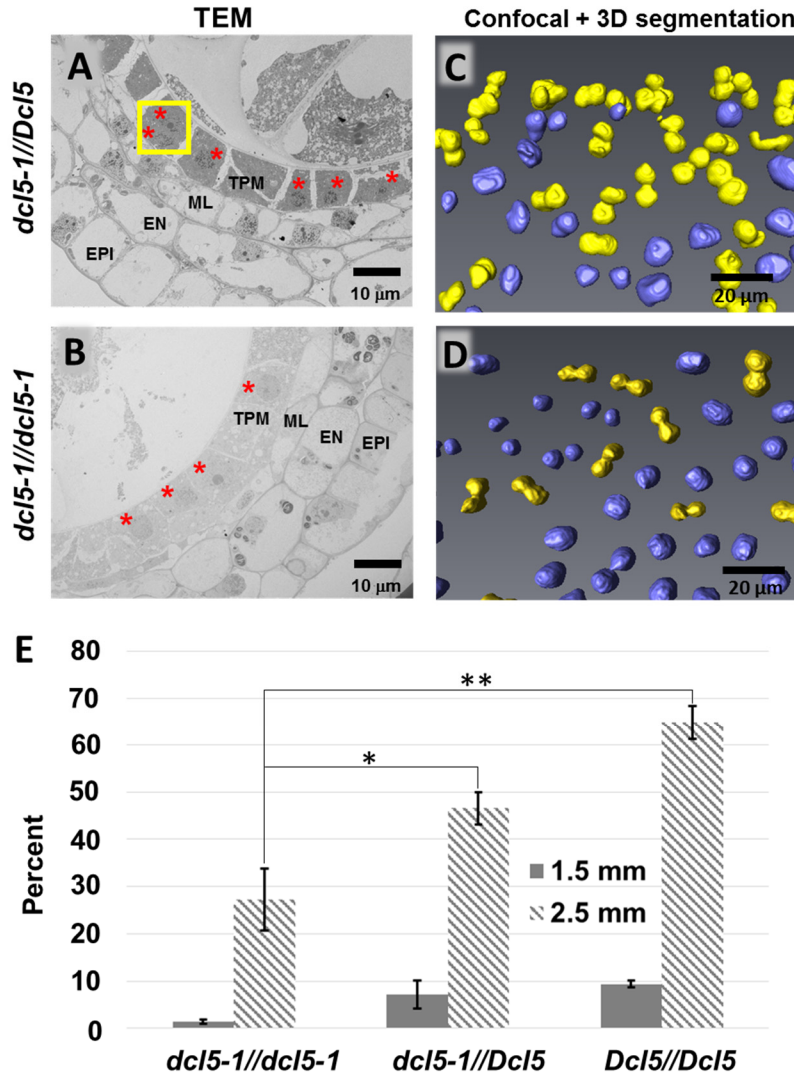 TEM
Confocal + 3D segmentation
dcl5-1//Dcl5
A
* * * * * *
TPM
ML
EN
EPI
10 µm
C
20 µm
dcl5-1//dcl5-1
B
* * * *
TPM
ML
EN
EPI
10 µm
D
20 µm
E
Percent
80
70
60
50
40
30
20
10
0
**
*
1.5 mm
2.5 mm
dcl5-1//dcl5-1
dcl5-1//Dcl5
Dcl5//Dcl5